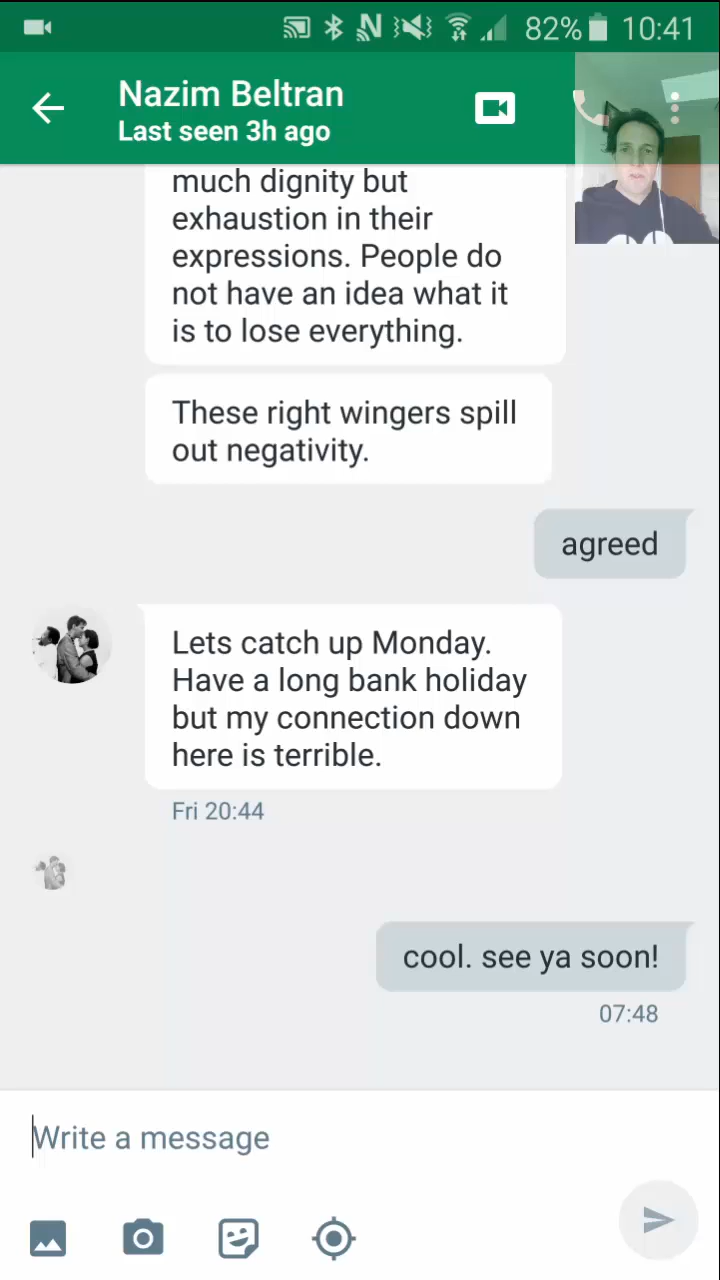 82% 10:41
Nazim Beltran
Last seen 3h ago
much dignity but
exhaustion in their
expressions. People do
not have an idea what it
is to lose everything.
These right wingers spill
out negativity.
agreed
Lets catch up Monday.
Have a long bank holiday
but my connection down
here is terrible.
Fri 20:44
cool. see ya soon!
07:48
Write a message